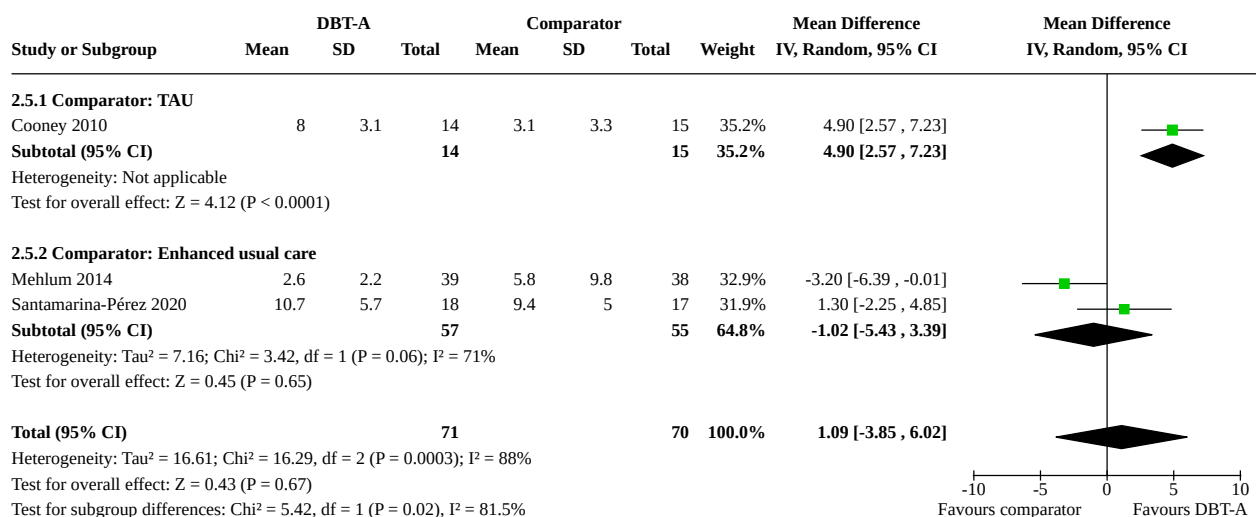 DBT-A Comparator Mean Difference Mean Difference
Study or Subgroup Mean SD Total Mean SD Total Weight IV, Random, 95% CI IV, Random, 95% CI
2.5.1 Comparator: TAU
Cooney 2010 8 3.1 14 3.1 3.3 15 35.2% 4.90 [2.57 , 7.23]
Subtotal (95% CI) 14 15 35.2% 4.90 [2.57 , 7.23]
Heterogeneity: Not applicable
Test for overall effect: Z = 4.12 (P < 0.0001)
2.5.2 Comparator: Enhanced usual care
Mehlum 2014 2.6 2.2 39 5.8 9.8 38 32.9% -3.20 [-6.39 , -0.01]
Santamarina-Pérez 2020 10.7 5.7 18 9.4 5 17 31.9% 1.30 [-2.25 , 4.85]
Subtotal (95% CI) 57 55 64.8% -1.02 [-5.43 , 3.39]
Heterogeneity: Tau² = 7.16; Chi² = 3.42, df = 1 (P = 0.06); I² = 71%
Test for overall effect: Z = 0.45 (P = 0.65)
Total (95% CI) 71 70 100.0% 1.09 [-3.85 , 6.02]
Heterogeneity: Tau² = 16.61; Chi² = 16.29, df = 2 (P = 0.0003); I² = 88%
Test for overall effect: Z = 0.43 (P = 0.67) -10 -5 0 5 10
Test for subgroup differences: Chi² = 5.42, df = 1 (P = 0.02), I² = 81.5% Favours comparator Favours DBT-A